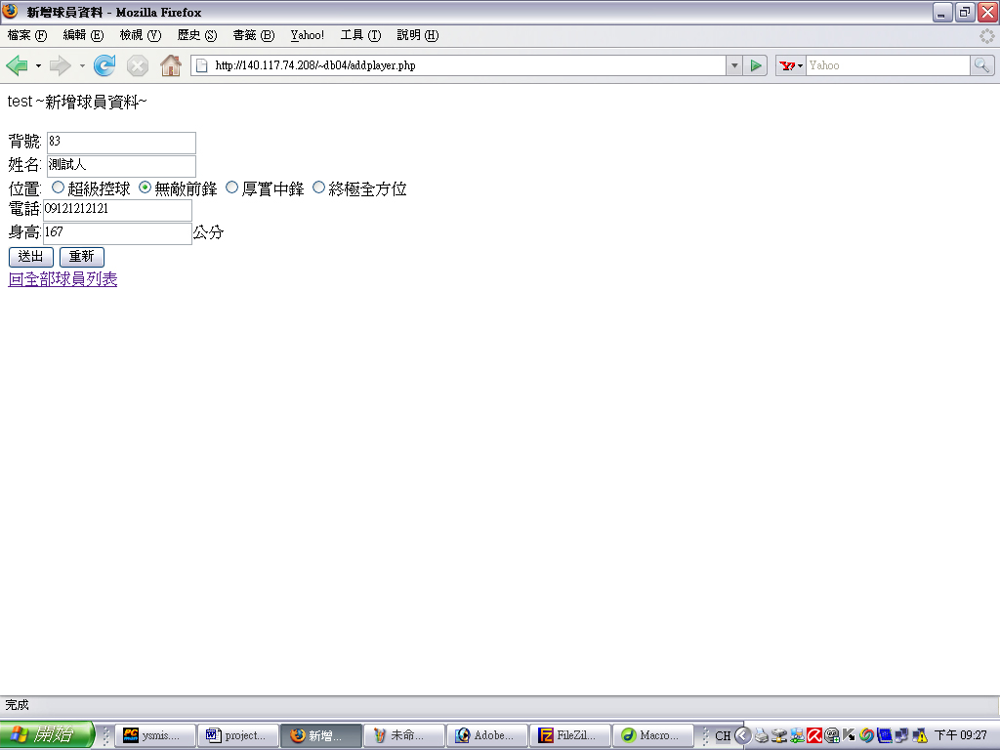 新增球員資料 - Mozilla Firefox
檔案 (F) 編輯 (E) 檢視 (V) 歷史 (S) 書籤 (B) Yahoo! 工具 (T) 說明 (H)
http://140.117.74.208/~db04/addplayer.php Yahoo
test ~新增球員資料~
背號: 83
姓名: 測試人
位置: 超級控球 無敵前鋒 厚實中鋒 終極全方位
電話: 09121212121
身高: 167 公分
送出 重新
回全部球員列表
完成
開始 ysmis.... project... 新增... 未命... Adobe... FileZil... Macro... CH 下午 09:27